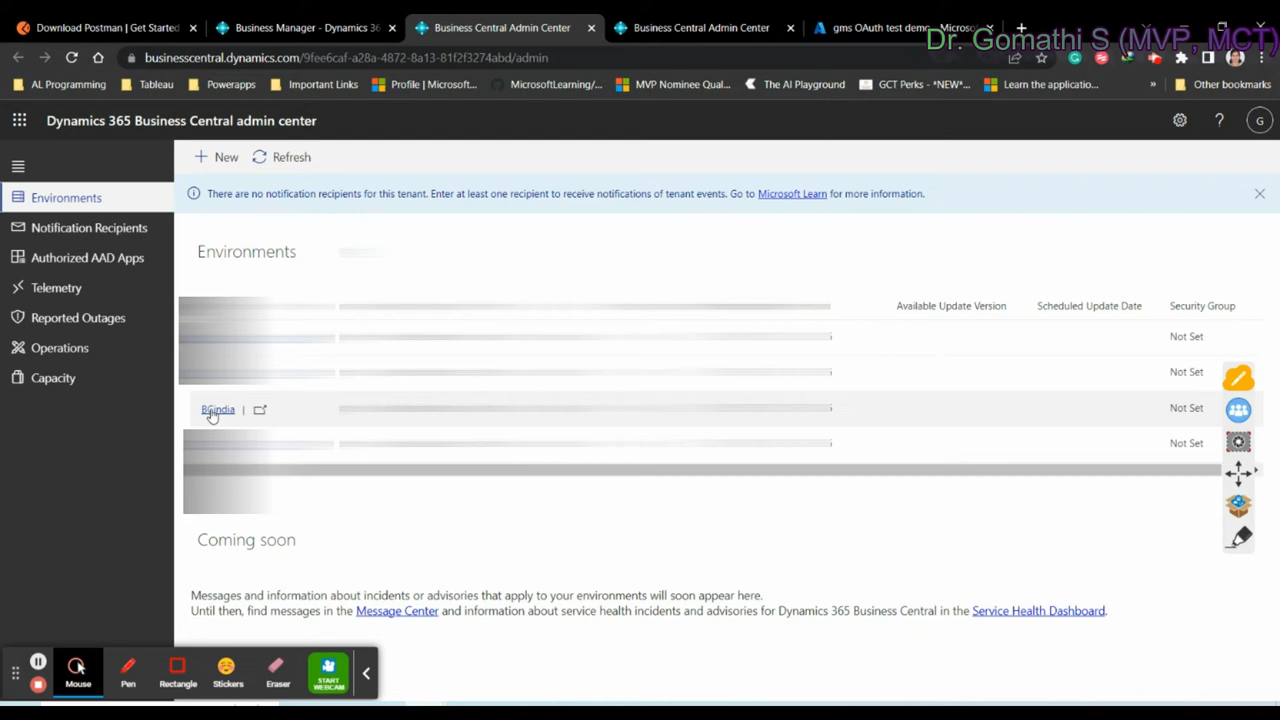 Download Postman | Get Started
Business Manager - Dynamics 36
Business Central Admin Center
Business Central Admin Center
gms OAuth test demo - Microso
Dr. Gomathi S (MVP, MCT)
businesscentral.dynamics.com/9fee6caf-a28a-4872-8a13-81f2f3274abd/admin
AL Programming
Tableau
Powerapps
Important Links
Profile | Microsoft...
MicrosoftLearning/...
MVP Nominee Qual...
The AI Playground
GCT Perks - *NEW*...
Learn the applicatio...
»
Other bookmarks
Dynamics 365 Business Central admin center
?
G
New
Refresh
There are no notification recipients for this tenant. Enter at least one recipient to receive notifications of tenant events. Go to Microsoft Learn for more information.
Environments
Notification Recipients
Authorized AAD Apps
Telemetry
Reported Outages
Operations
Capacity
Environments
Available Update Version
Scheduled Update Date
Security Group
Not Set
Not Set
BCindia |
Not Set
Not Set
Coming soon
Messages and information about incidents or advisories that apply to your environments will soon appear here.
Until then, find messages in the Message Center and information about service health incidents and advisories for Dynamics 365 Business Central in the Service Health Dashboard.
Mouse
Pen
Rectangle
Stickers
Eraser
START
WEBCAM